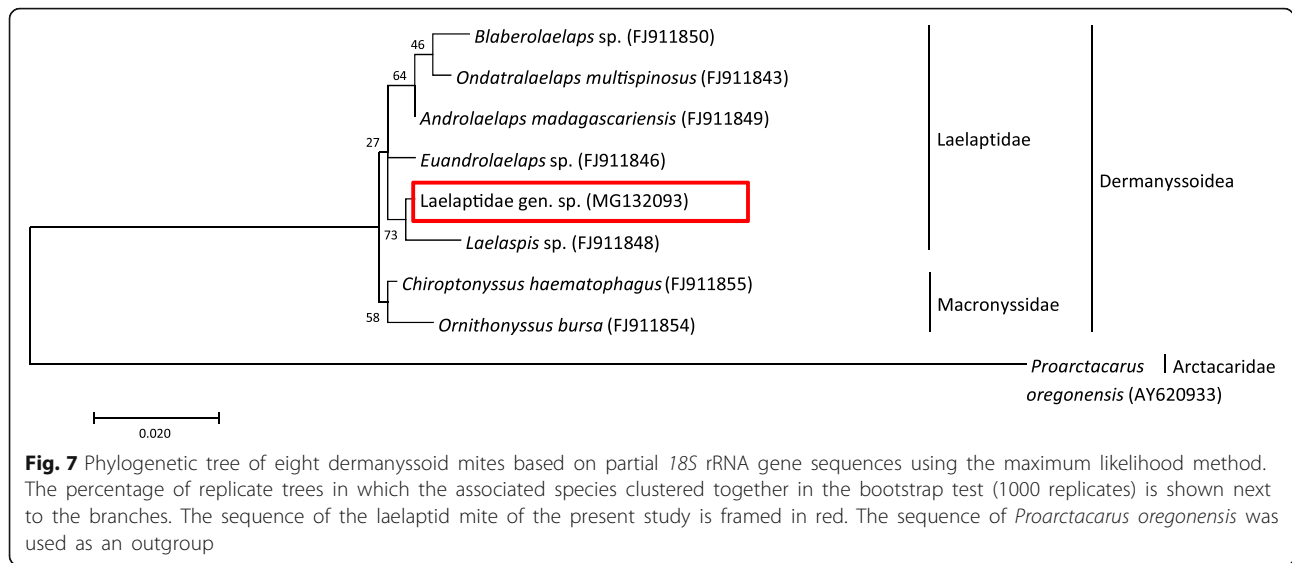 46
Blaberolaelaps sp. (FJ911850)
64
Ondatralaelaps multispinosus (FJ911843)
Androlaelaps madagascariensis (FJ911849)
27
Euandrolaelaps sp. (FJ911846)
Laelaptidae gen. sp. (MG132093)
73
Laelaspis sp. (FJ911848)
Chiroptonyssus haematophagus (FJ911855)
58
Ornithonyssus bursa (FJ911854)
Laelaptidae
Macronyssidae
Dermanyssoidea
Proarctacarus
oregonensis (AY620933)
Arctacaridae
0.020
Fig. 7 Phylogenetic tree of eight dermanyssoid mites based on partial 18S rRNA gene sequences using the maximum likelihood method.
The percentage of replicate trees in which the associated species clustered together in the bootstrap test (1000 replicates) is shown next
to the branches. The sequence of the laelaptid mite of the present study is framed in red. The sequence of Proarctacarus oregonensis was
used as an outgroup